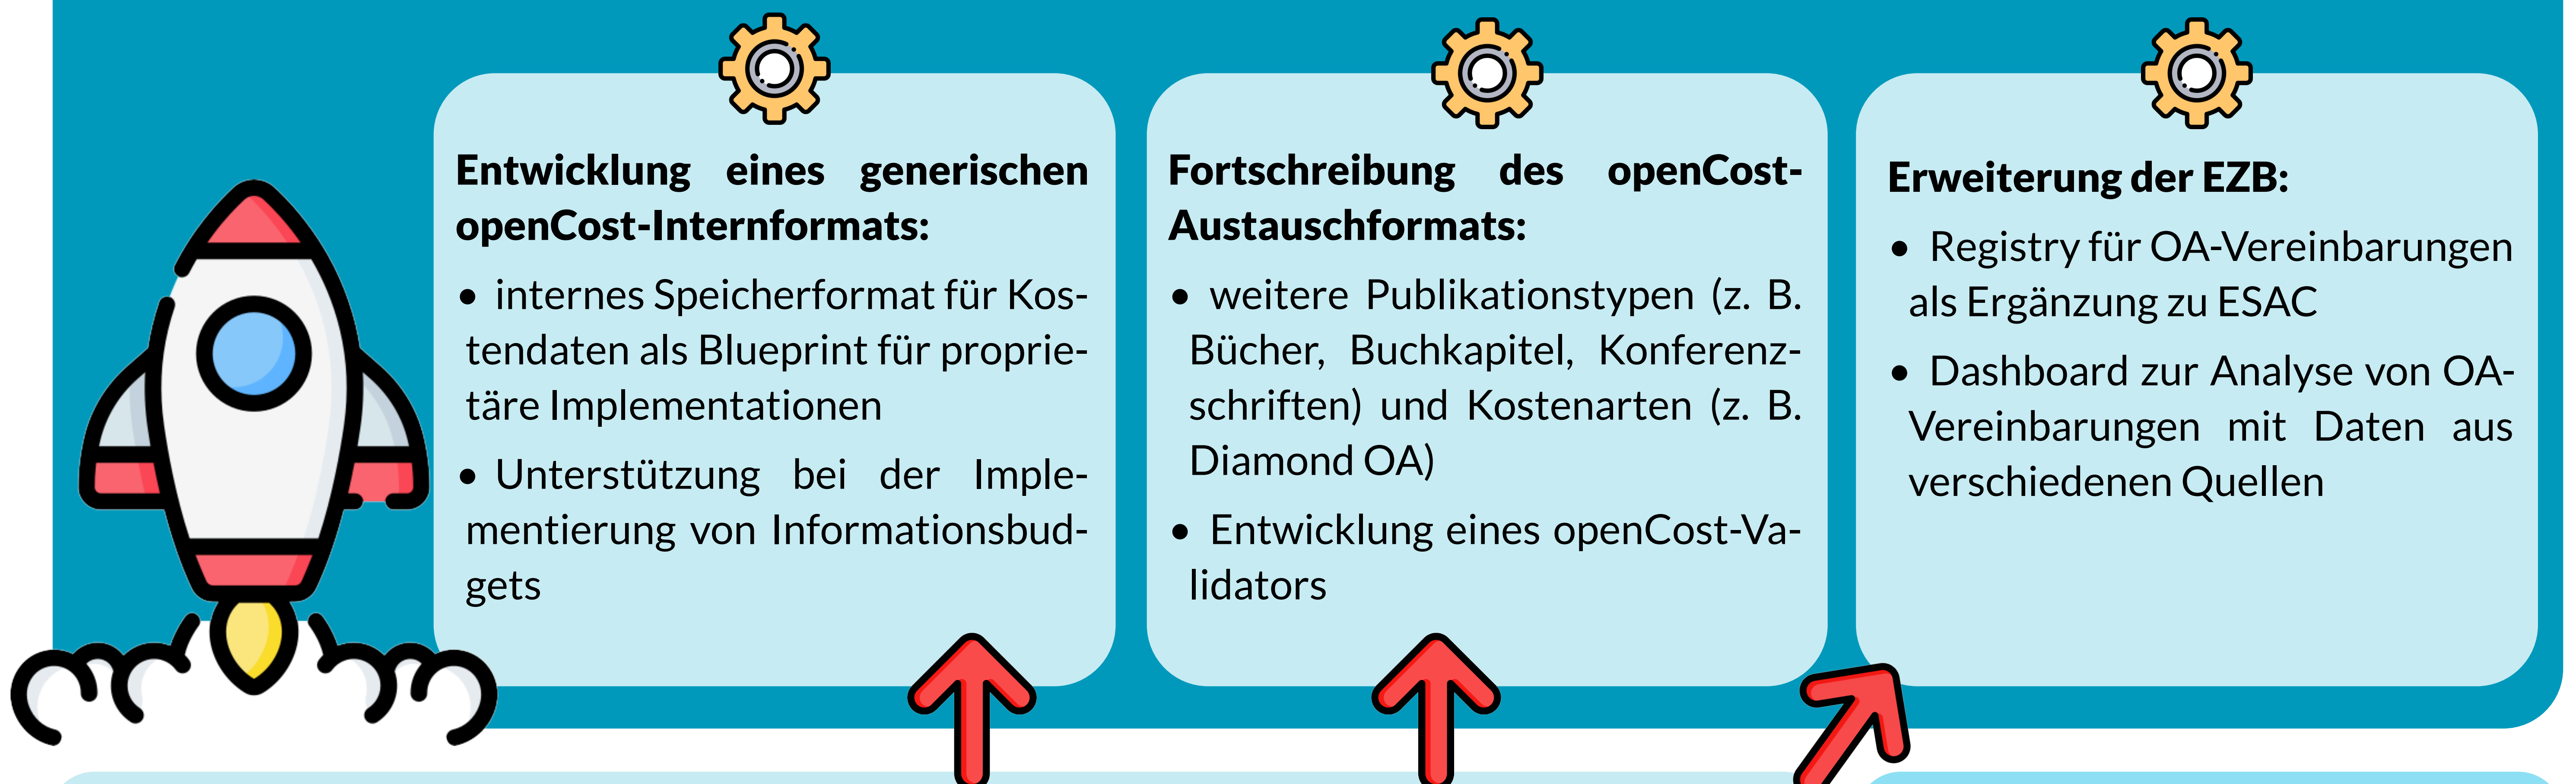 Entwicklung eines generischen
openCost-Internformats:
• internes Speicherformat für Kos-
tendaten als Blueprint für proprie-
täre Implementationen
• Unterstützung bei der Imple-
mentierung von Informationsbud-
gets
Fortschreibung des openCost-
Austauschformats:
• weitere Publikationstypen (z. B.
Bücher, Buchkapitel, Konferenz-
schriften) und Kostenarten (z. B.
Diamond OA)
• Entwicklung eines openCost-Va-
lidators
Erweiterung der EZB:
• Registry für OA-Vereinbarungen
als Ergänzung zu ESAC
• Dashboard zur Analyse von OA-
Vereinbarungen mit Daten aus
verschiedenen Quellen